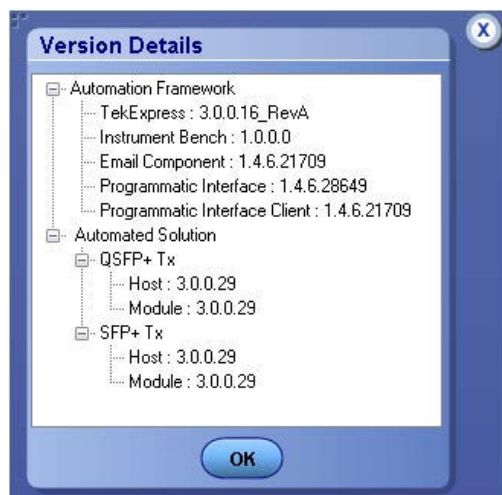 X
Version Details
Automation Framework
TekExpress : 3.0.0.16_RevA
Instrument Bench : 1.0.0.0
Email Component : 1.4.6.21709
Programmatic Interface : 1.4.6.28649
Programmatic Interface Client : 1.4.6.21709
Automated Solution
QSFP+ Tx
Host : 3.0.0.29
Module : 3.0.0.29
SFP+ Tx
Host : 3.0.0.29
Module : 3.0.0.29
OK